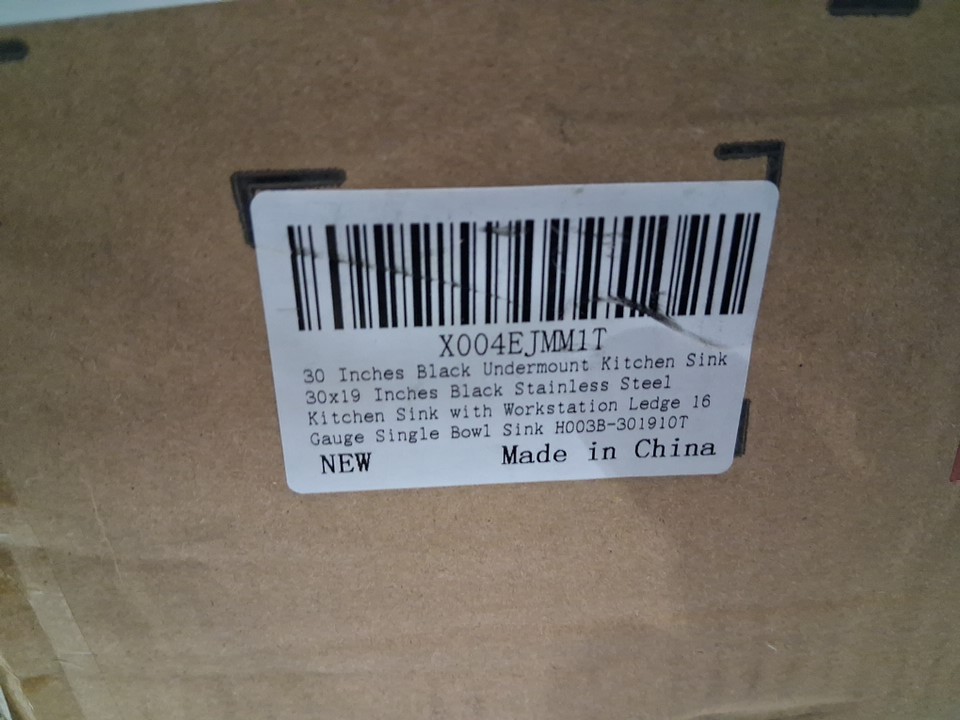 X004EJMM1T
30 Inches Black Undermount Kitchen Sink
30x19 Inches Black Stainless Steel
Kitchen Sink with Workstation Ledge 16
Gauge Single Bowl Sink H003B-301910T
NEW Made in China